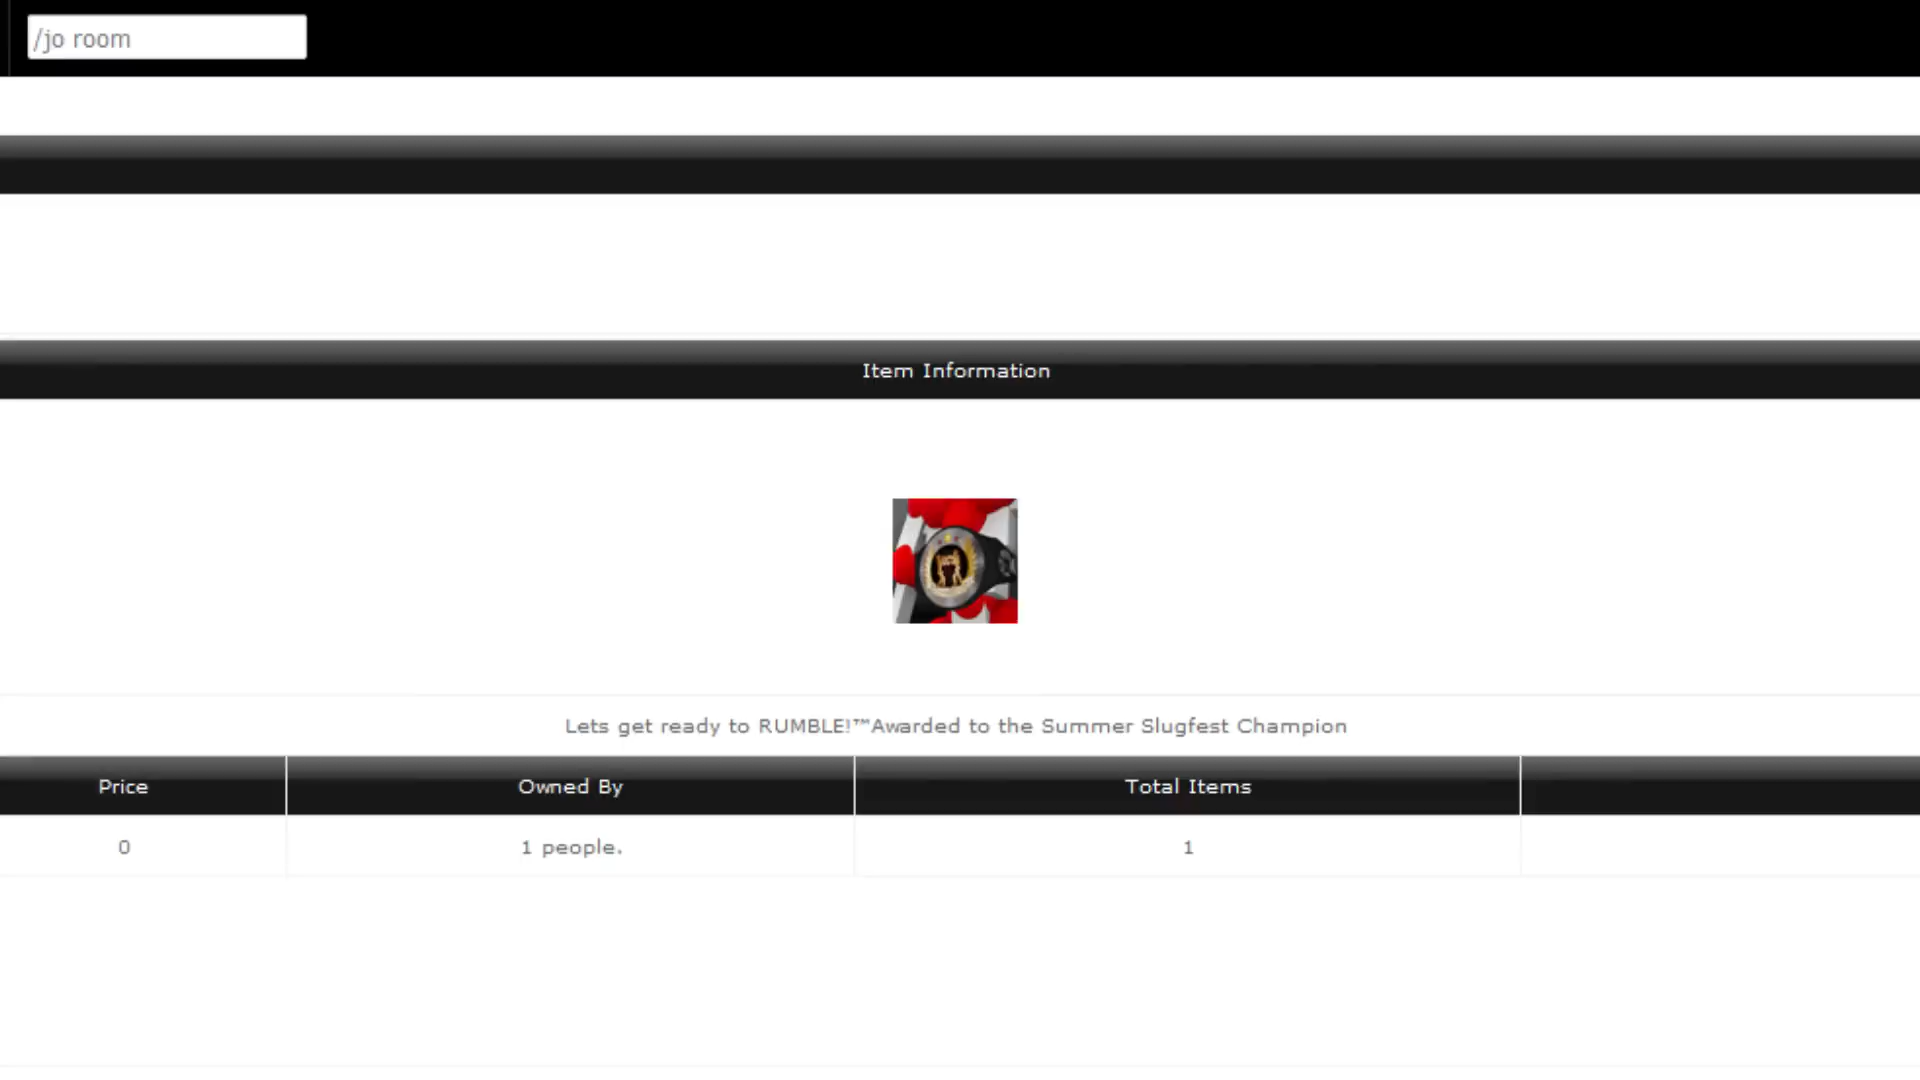 /jo room
Item Information
Lets get ready to RUMBLE!™Awarded to the Summer Slugfest Champion
Price Owned By Total Items
0 1 people. 1